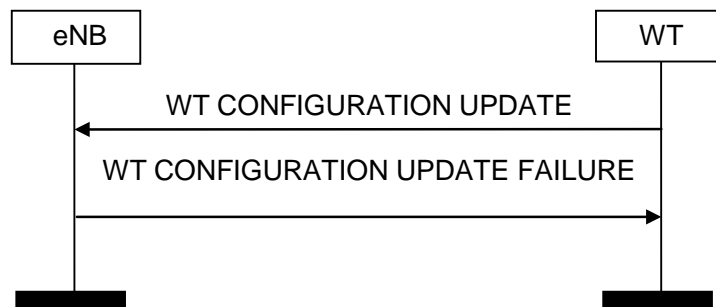 eNB
WT
WT CONFIGURATION UPDATE
WT CONFIGURATION UPDATE FAILURE